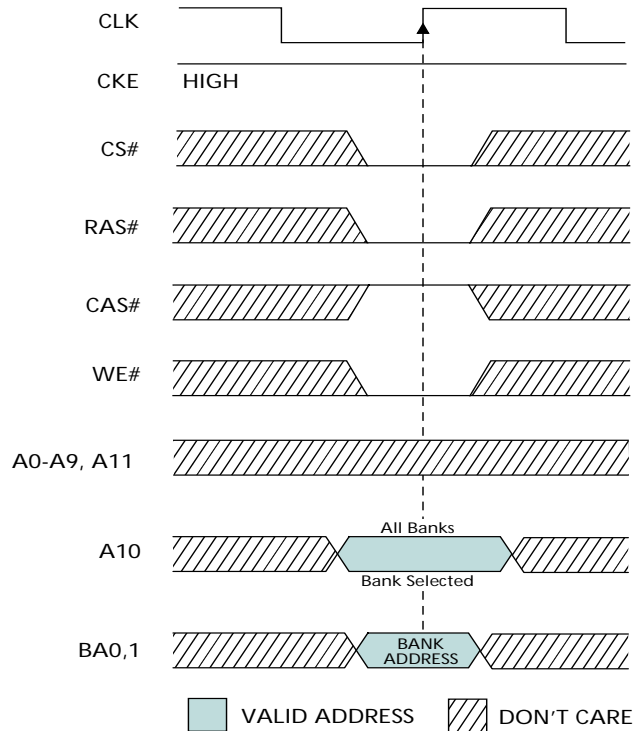 CLK
CKE HIGH
CS#
RAS#
CAS#
WE#
A0-A9, A11
All Banks
A10
Bank Selected
BA0,1
BANK
ADDRESS
VALID ADDRESS DON'T CARE